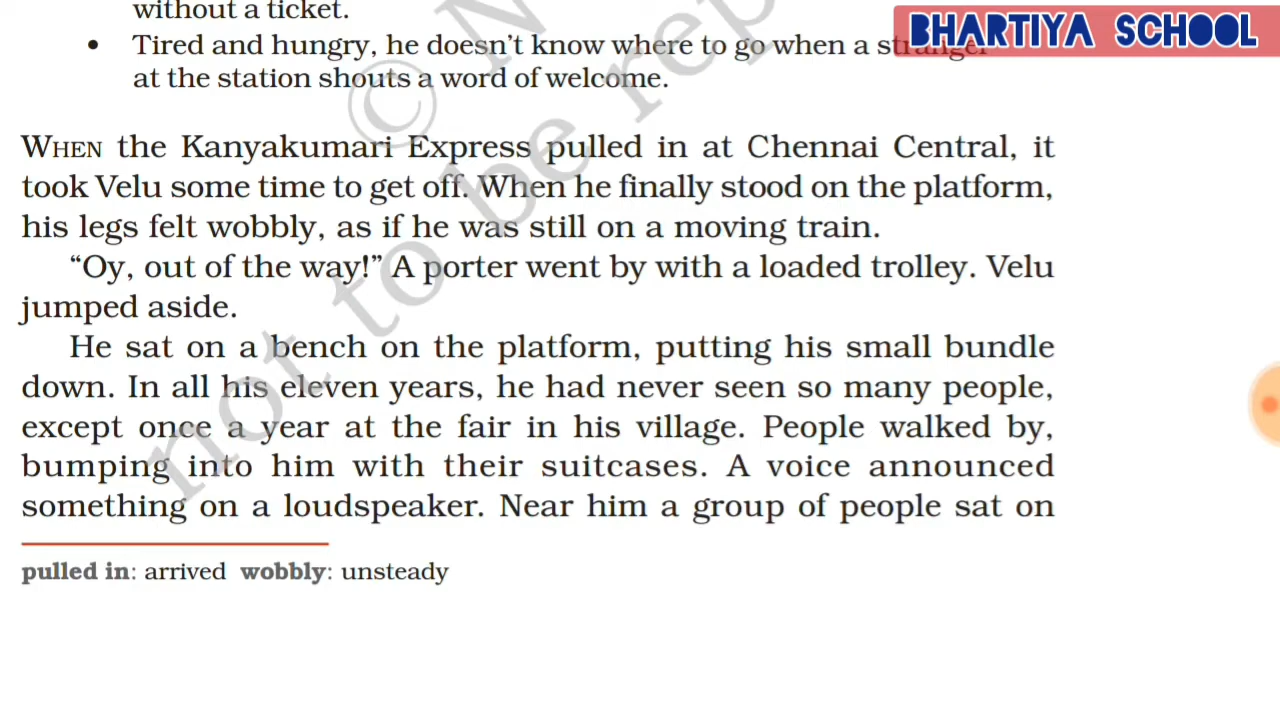 without a ticket.
BHARTIYA SCHOOL
• Tired and hungry, he doesn't know where to go when a stranger
at the station shouts a word of welcome.
WHEN the Kanyakumari Express pulled in at Chennai Central, it
took Velu some time to get off. When he finally stood on the platform,
his legs felt wobbly, as if he was still on a moving train.
"Oy, out of the way!" A porter went by with a loaded trolley. Velu
jumped aside.
He sat on a bench on the platform, putting his small bundle
down. In all his eleven years, he had never seen so many people,
except once a year at the fair in his village. People walked by,
bumping into him with their suitcases. A voice announced
something on a loudspeaker. Near him a group of people sat on
pulled in: arrived wobbly: unsteady
© N
not to be rep